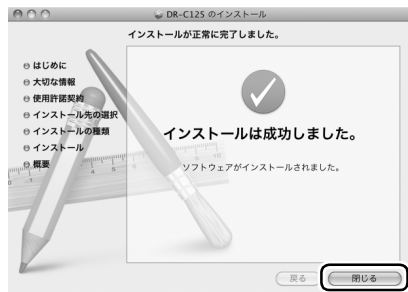 DR-C125 のインストール
インストールが正常に完了しました。
はじめに
大切な情報
使用許諾契約
インストール先の選択
インストールの種類
インストール
概要
インストールは成功しました。
ソフトウェアがインストールされました。
戻る
閉じる